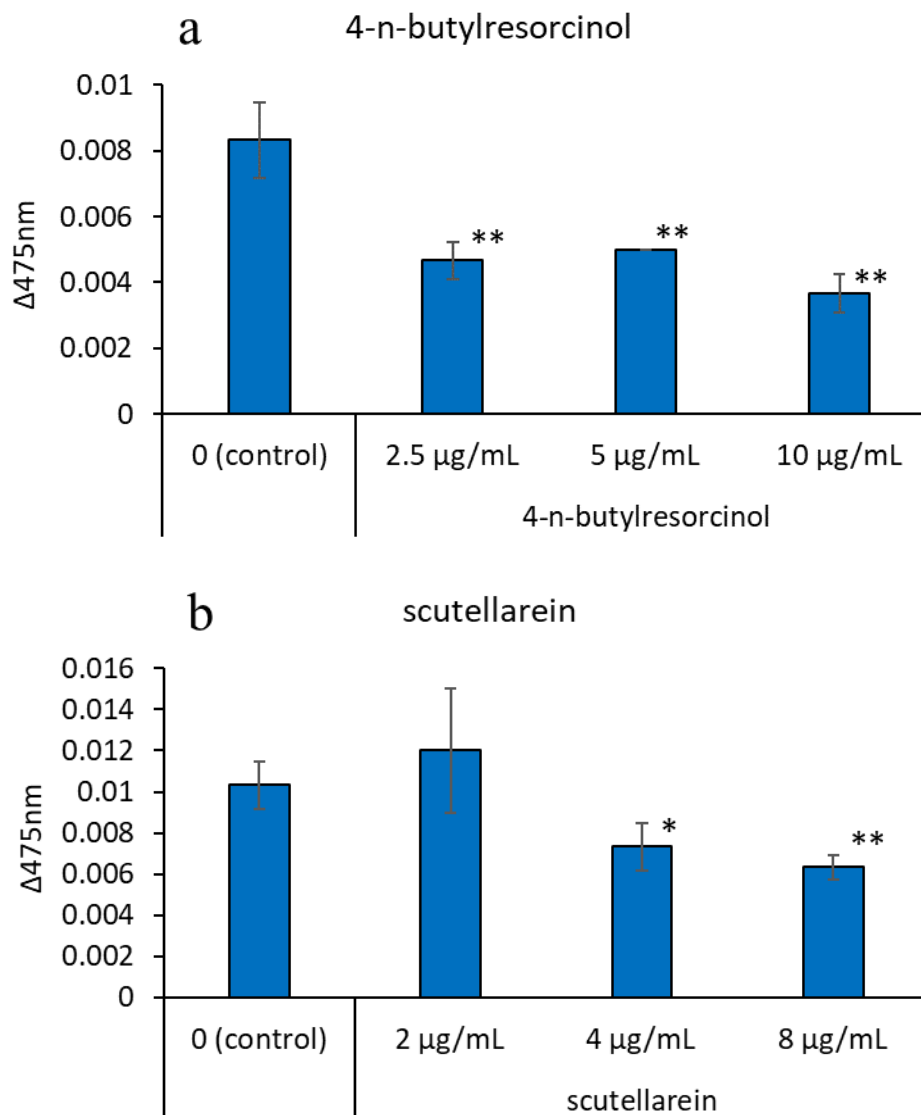 a 4-n-butylresorcinol
0.01
0.008
0.006
0.004
0.002
0
Δ475nm
**
**
**
0 (control) 2.5 µg/mL 5 µg/mL 10 µg/mL
4-n-butylresorcinol
b scutellarein
0.016
0.014
0.012
0.01
0.008
0.006
0.004
0.002
0
Δ475nm
*
**
0 (control) 2 µg/mL 4 µg/mL 8 µg/mL
scutellarein